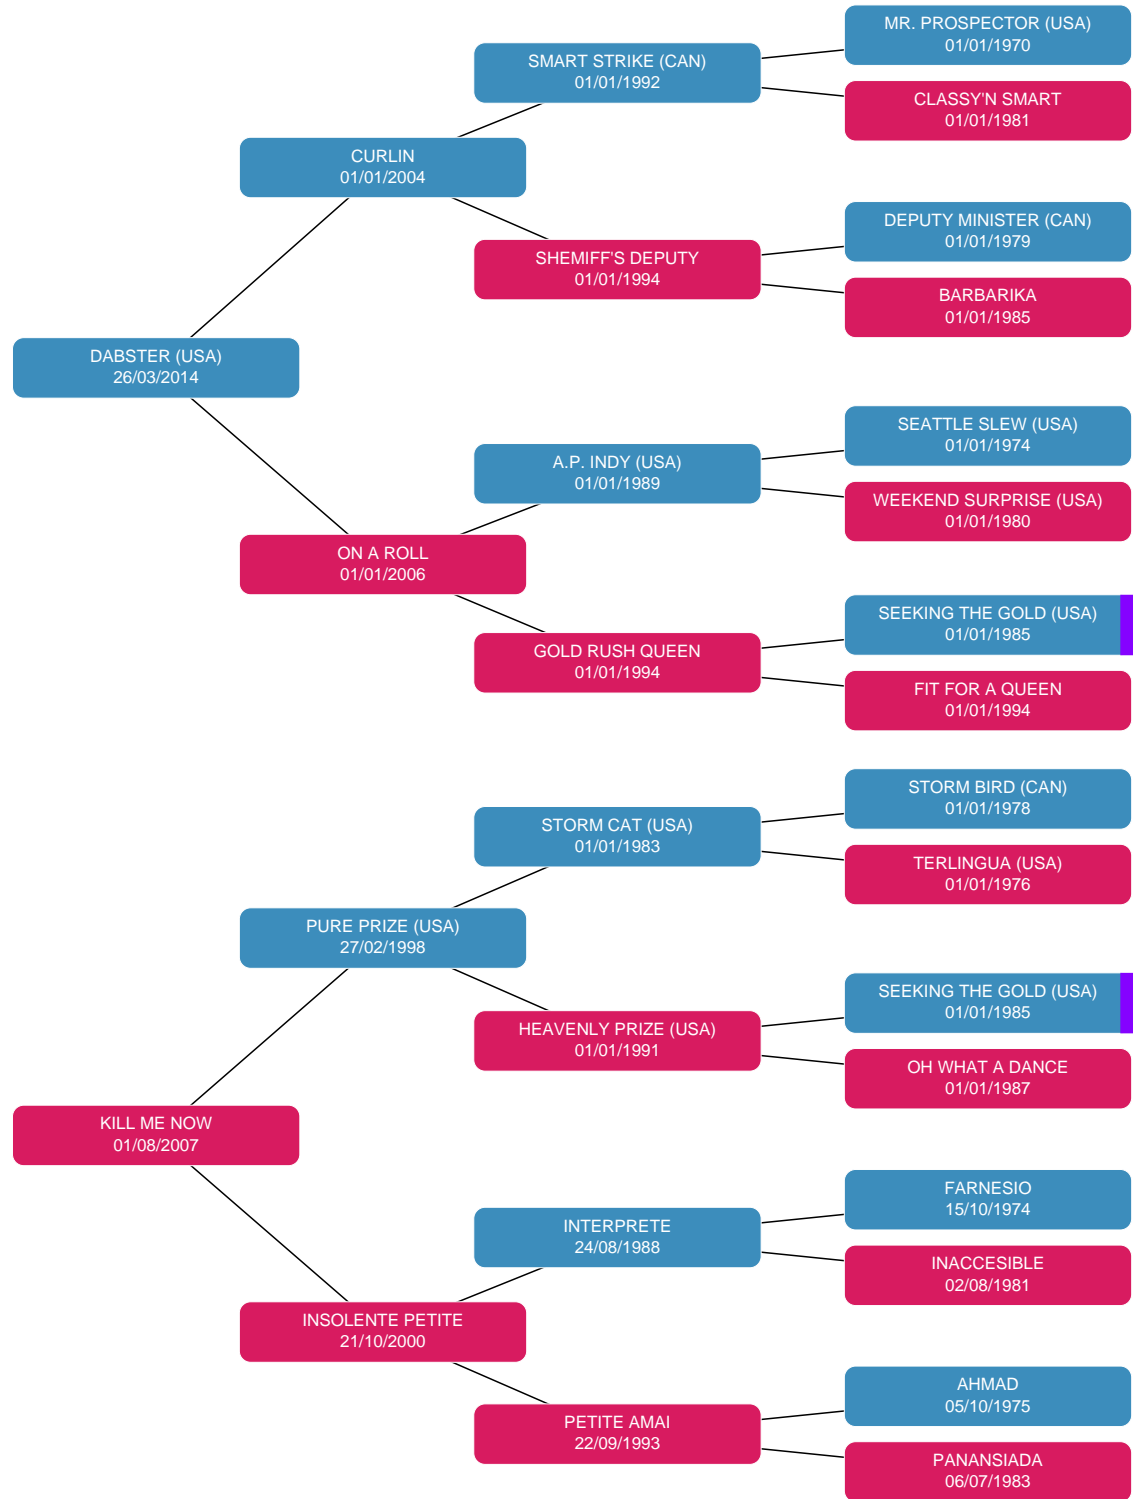 MR. PROSPECTOR (USA)
01/01/1970
SMART STRIKE (CAN)
01/01/1992
CLASSY'N SMART
01/01/1981
CURLIN
01/01/2004
DEPUTY MINISTER (CAN)
01/01/1979
SHEMIFF'S DEPUTY
01/01/1994
BARBARIKA
01/01/1985
DABSTER (USA)
26/03/2014
SEATTLE SLEW (USA)
01/01/1974
A.P. INDY (USA)
01/01/1989
WEEKEND SURPRISE (USA)
01/01/1980
ON A ROLL
01/01/2006
SEEKING THE GOLD (USA)
01/01/1985
GOLD RUSH QUEEN
01/01/1994
FIT FOR A QUEEN
01/01/1994
STORM BIRD (CAN)
01/01/1978
STORM CAT (USA)
01/01/1983
TERLINGUA (USA)
01/01/1976
PURE PRIZE (USA)
27/02/1998
SEEKING THE GOLD (USA)
01/01/1985
HEAVENLY PRIZE (USA)
01/01/1991
OH WHAT A DANCE
01/01/1987
KILL ME NOW
01/08/2007
FARNESIO
15/10/1974
INTERPRETE
24/08/1988
INACCESIBLE
02/08/1981
INSOLENTE PETITE
21/10/2000
AHMAD
05/10/1975
PETITE AMAI
22/09/1993
PANANSIADA
06/07/1983